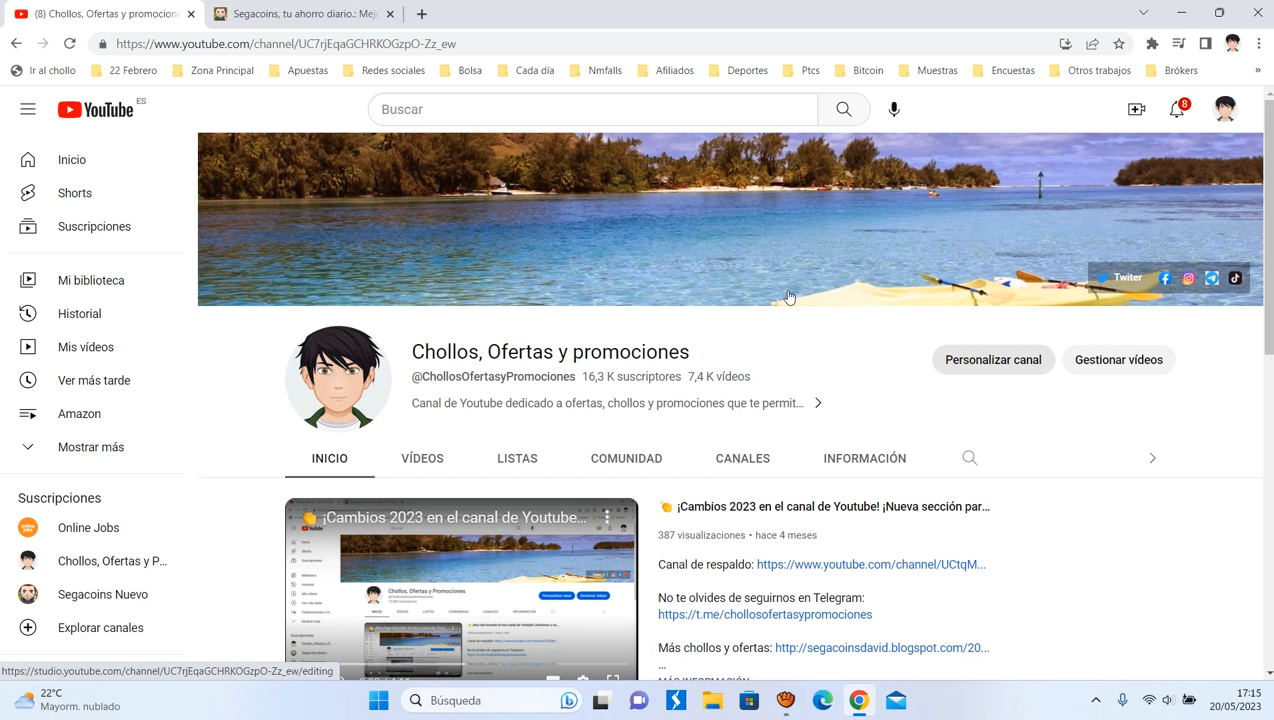 (8) Chollos, Ofertas y promocione
Segacoins, tu ahorro diario.: Mej
https://www.youtube.com/channel/UC7rjEqaGCHRKOGzpO-Zz_ew
Ir al chollo
22 Febrero
Zona Principal
Apuestas
Redes sociales
Bolsa
Cada día
Nmfalls
Afiliados
Deportes
Ptcs
Bitcoin
Muestras
Encuestas
Otros trabajos
Brókers
»
YouTube ES
Buscar
8
Inicio
Shorts
Suscripciones
Mi biblioteca
Historial
Mis vídeos
Ver más tarde
Amazon
Mostrar más
Suscripciones
Online Jobs
Chollos, Ofertas y P...
Segacoins Nuevo
Explorar canales
https://studio.youtube.com/channel/UC7rjEqaGCHRKOGzpO-Zz_ew/editing
Twiter
Chollos, Ofertas y promociones
@ChollosOfertasyPromociones 16,3 K suscriptores 7,4 K vídeos
Canal de Youtube dedicado a ofertas, chollos y promociones que te permit...
Personalizar canal
Gestionar vídeos
INICIO
VÍDEOS
LISTAS
COMUNIDAD
CANALES
INFORMACIÓN
¡Cambios 2023 en el canal de Youtube...
Chollos, Ofertas y Promociones
¡Cambios 2023 en el canal de Youtube! ¡Nueva sección par...
387 visualizaciones • hace 4 meses
Canal de respaldo: https://www.youtube.com/channel/UCtqM...
No te olvides de seguirnos en Telegram:
https://t.me/chollosofertasypromociones
Más chollos y ofertas: http://segacoinsdavid.blogspot.com/20...
...
22°C
Mayorm. nublado
Búsqueda
17:15
20/05/2023